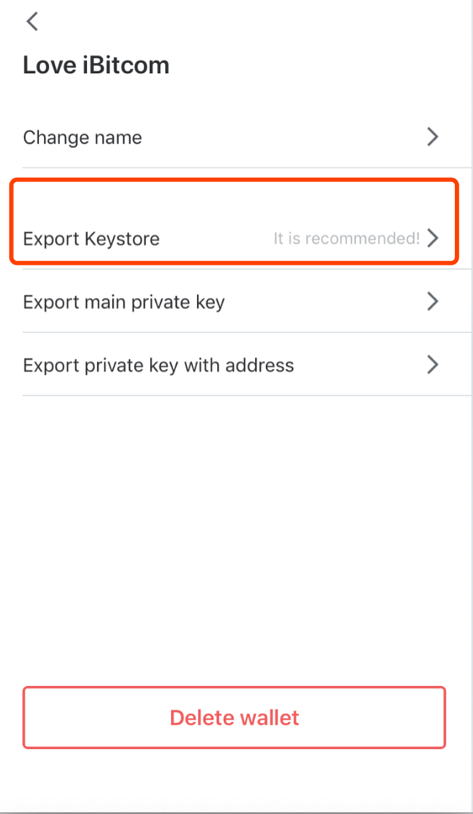 Love iBitcom
Change name
Export Keystore It is recommended!
Export main private key
Export private key with address
Delete wallet